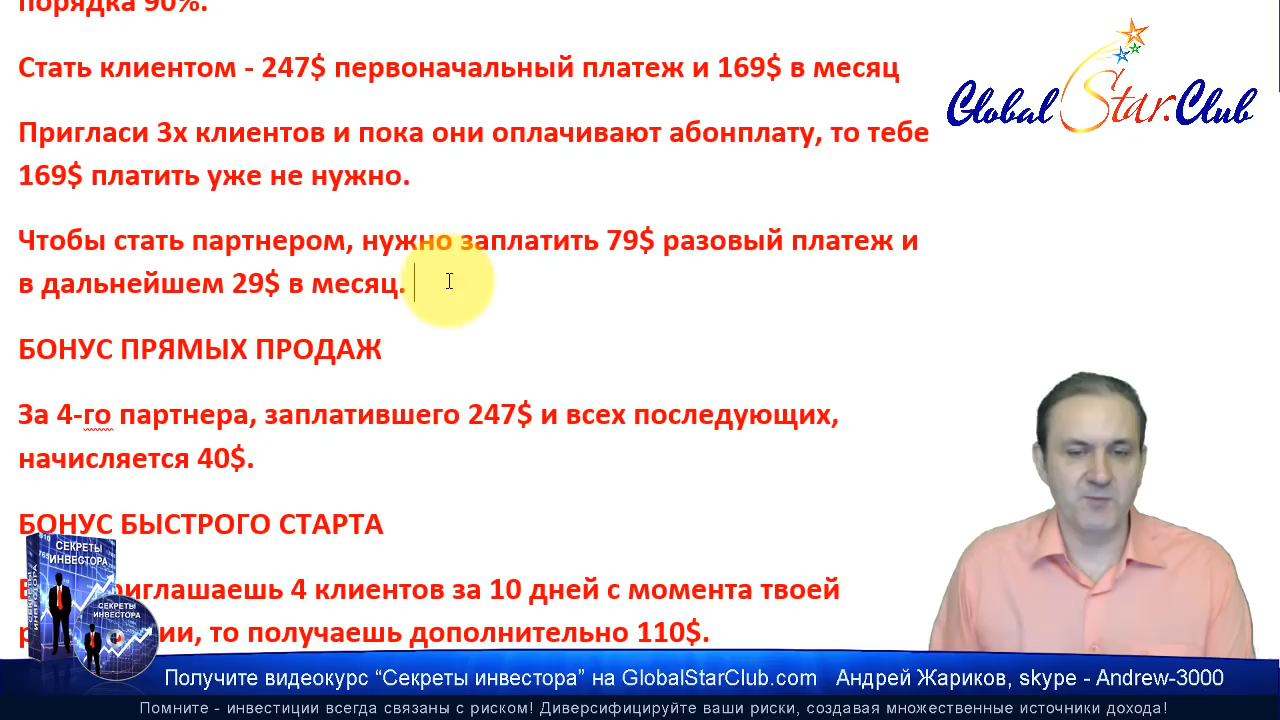 порядка 90%.
Стать клиентом - 247$ первоначальный платеж и 169$ в месяц
Пригласи 3х клиентов и пока они оплачивают абонплату, то тебе
169$ платить уже не нужно.
Чтобы стать партнером, нужно заплатить 79$ разовый платеж и
в дальнейшем 29$ в месяц.
БОНУС ПРЯМЫХ ПРОДАЖ
За 4-го партнера, заплатившего 247$ и всех последующих,
начисляется 40$.
БОНУС БЫСТРОГО СТАРТА
приглашаешь 4 клиентов за 10 дней с момента твоей
то получаешь дополнительно 110$.
Global Star.Club
СЕКРЕТЫ
ИНВЕСТОРА
СЕКРЕТЫ
ИНВЕСТОРА
СЕКРЕТЫ
ИНВЕСТОРА
Получите видеокурс “Секреты инвестора” на GlobalStarClub.com Андрей Жариков, skype - Andrew-3000
Помните - инвестиции всегда связаны с риском! Диверсифицируйте ваши риски, создавая множественные источники дохода!